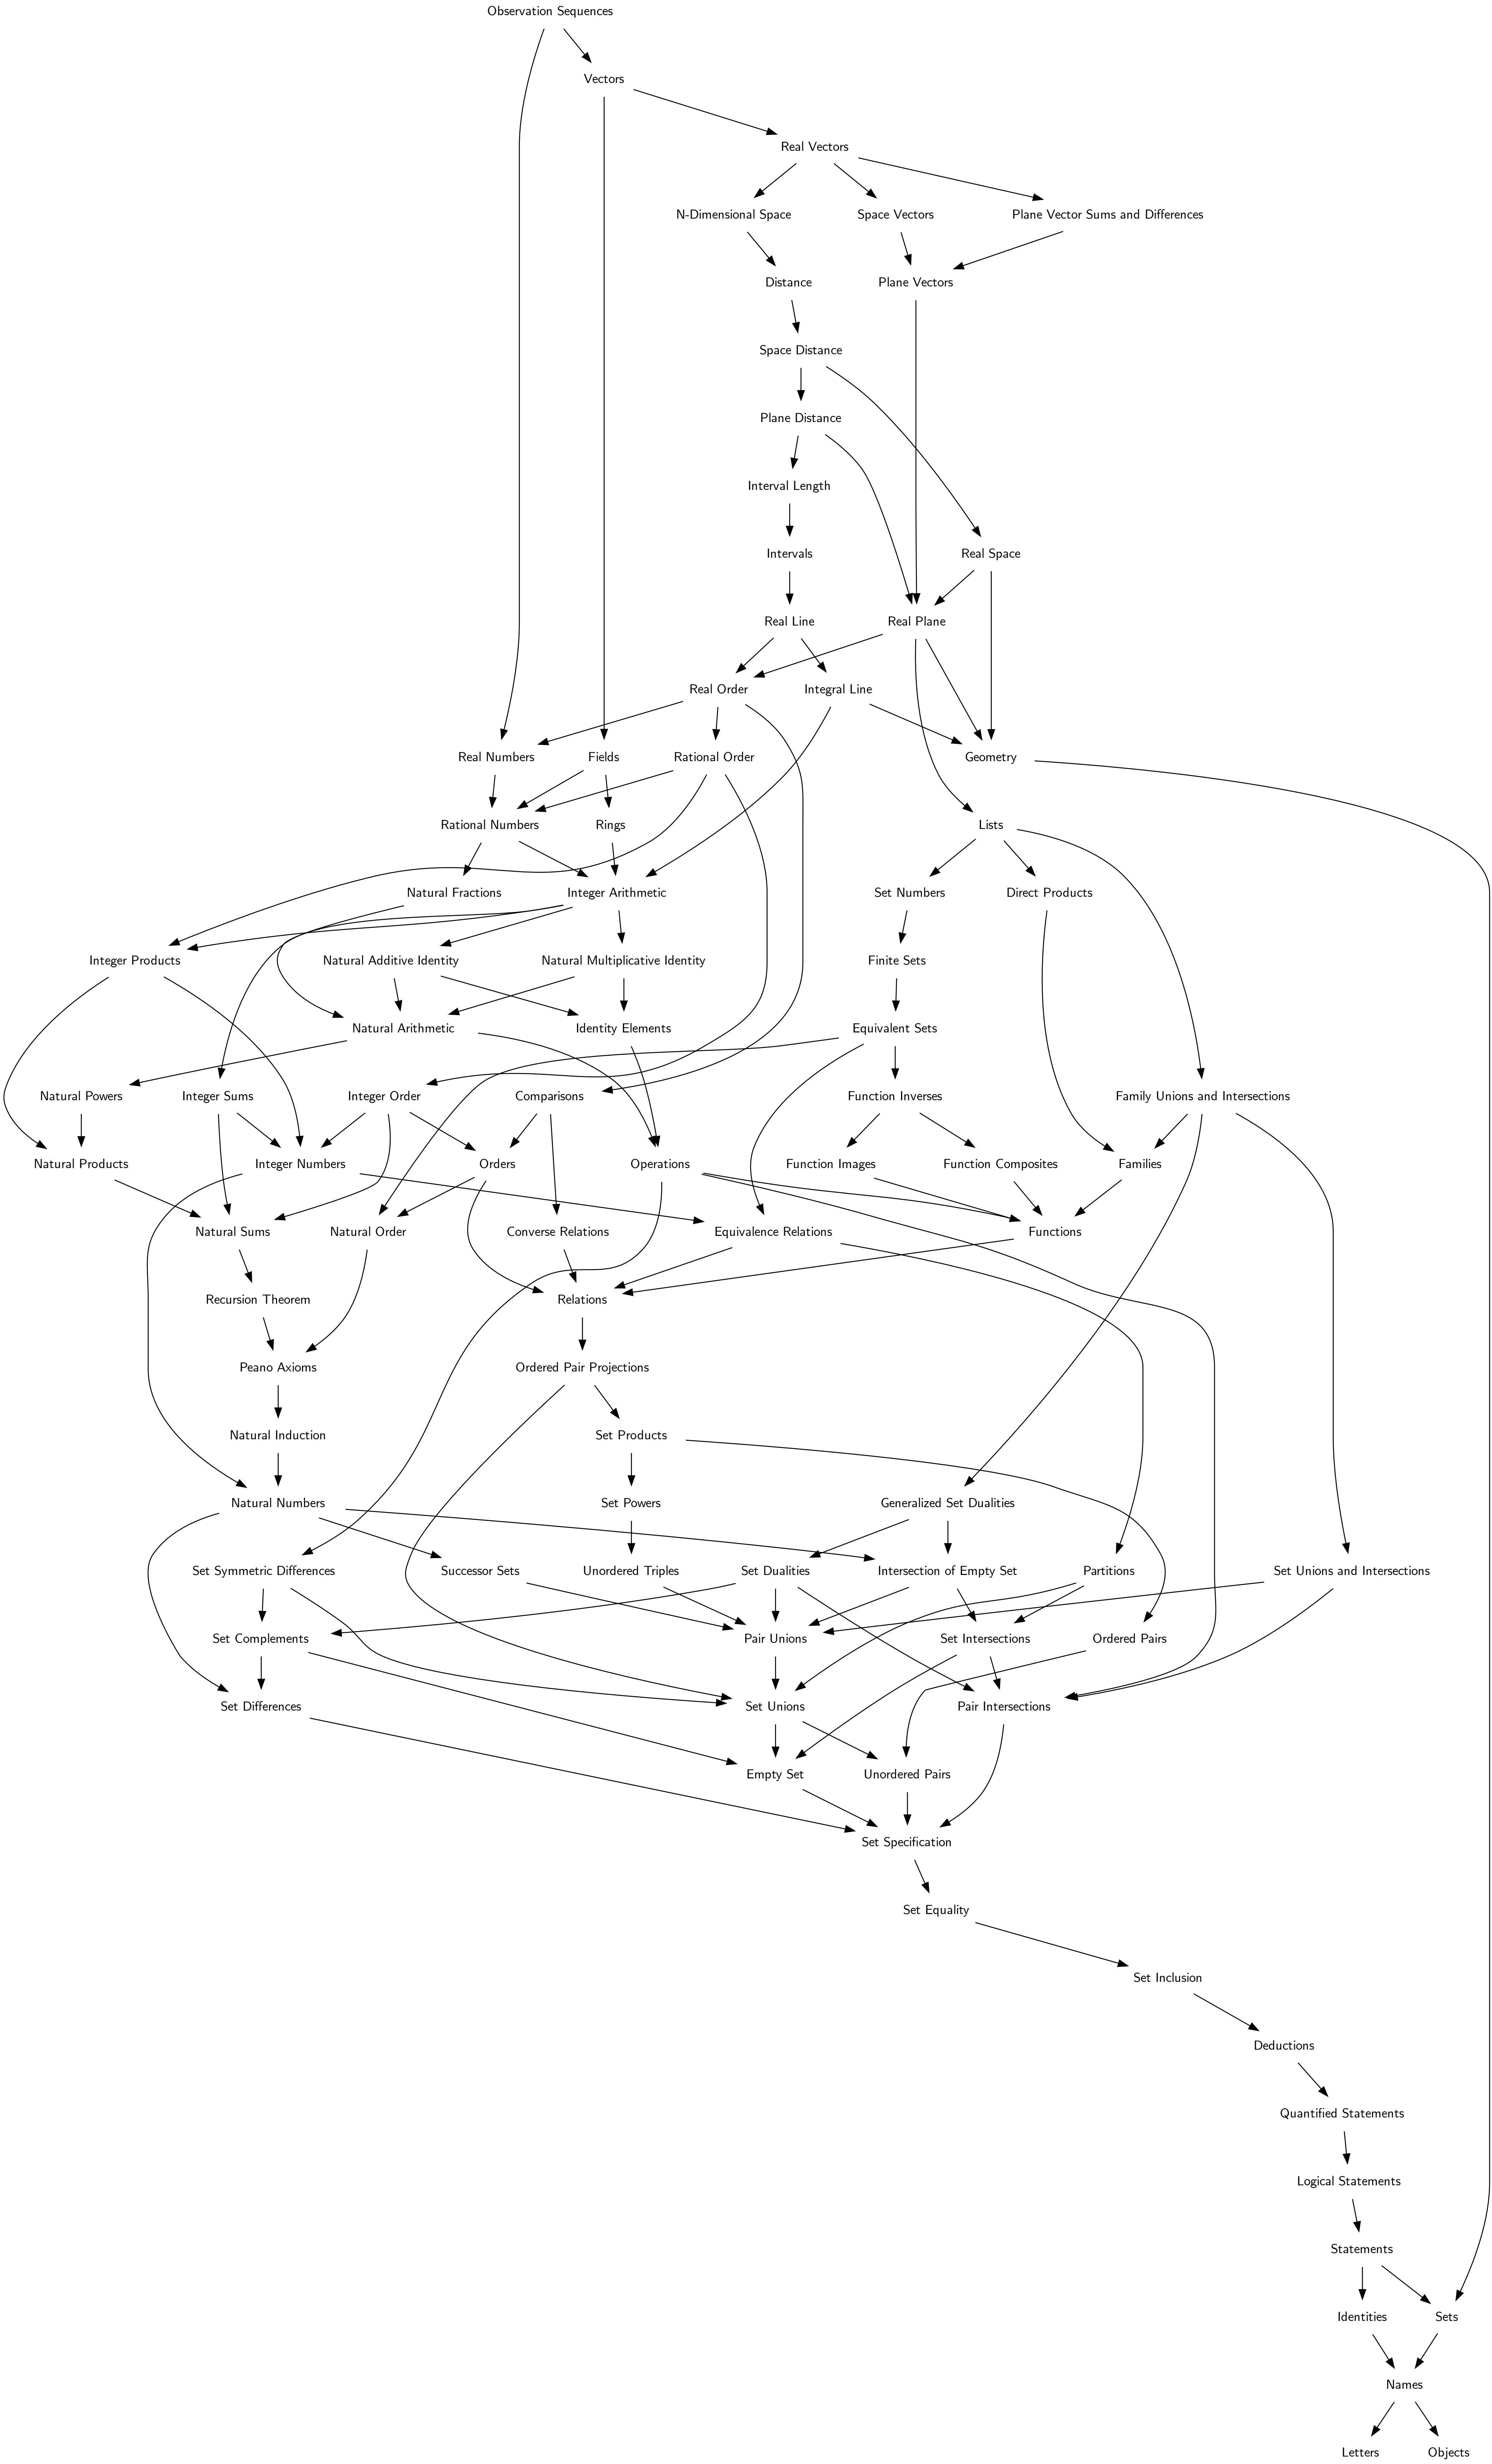 Observation Sequences
Vectors
Real Vectors
N-Dimensional Space
Space Vectors
Plane Vector Sums and Differences
Distance
Plane Vectors
Space Distance
Plane Distance
Interval Length
Intervals
Real Space
Real Line
Real Plane
Real Order
Integral Line
Real Numbers
Fields
Rational Order
Geometry
Rational Numbers
Rings
Lists
Natural Fractions
Integer Arithmetic
Set Numbers
Direct Products
Integer Products
Natural Additive Identity
Natural Multiplicative Identity
Finite Sets
Natural Arithmetic
Identity Elements
Equivalent Sets
Natural Powers
Integer Sums
Integer Order
Comparisons
Function Inverses
Family Unions and Intersections
Natural Products
Integer Numbers
Orders
Operations
Function Images
Function Composites
Families
Natural Sums
Natural Order
Converse Relations
Equivalence Relations
Functions
Recursion Theorem
Relations
Peano Axioms
Ordered Pair Projections
Natural Induction
Set Products
Natural Numbers
Set Powers
Generalized Set Dualities
Set Symmetric Differences
Successor Sets
Unordered Triples
Set Dualities
Intersection of Empty Set
Partitions
Set Unions and Intersections
Set Complements
Pair Unions
Set Intersections
Ordered Pairs
Set Differences
Set Unions
Pair Intersections
Empty Set
Unordered Pairs
Set Specification
Set Equality
Set Inclusion
Deductions
Quantified Statements
Logical Statements
Statements
Identities
Sets
Names
Letters
Objects